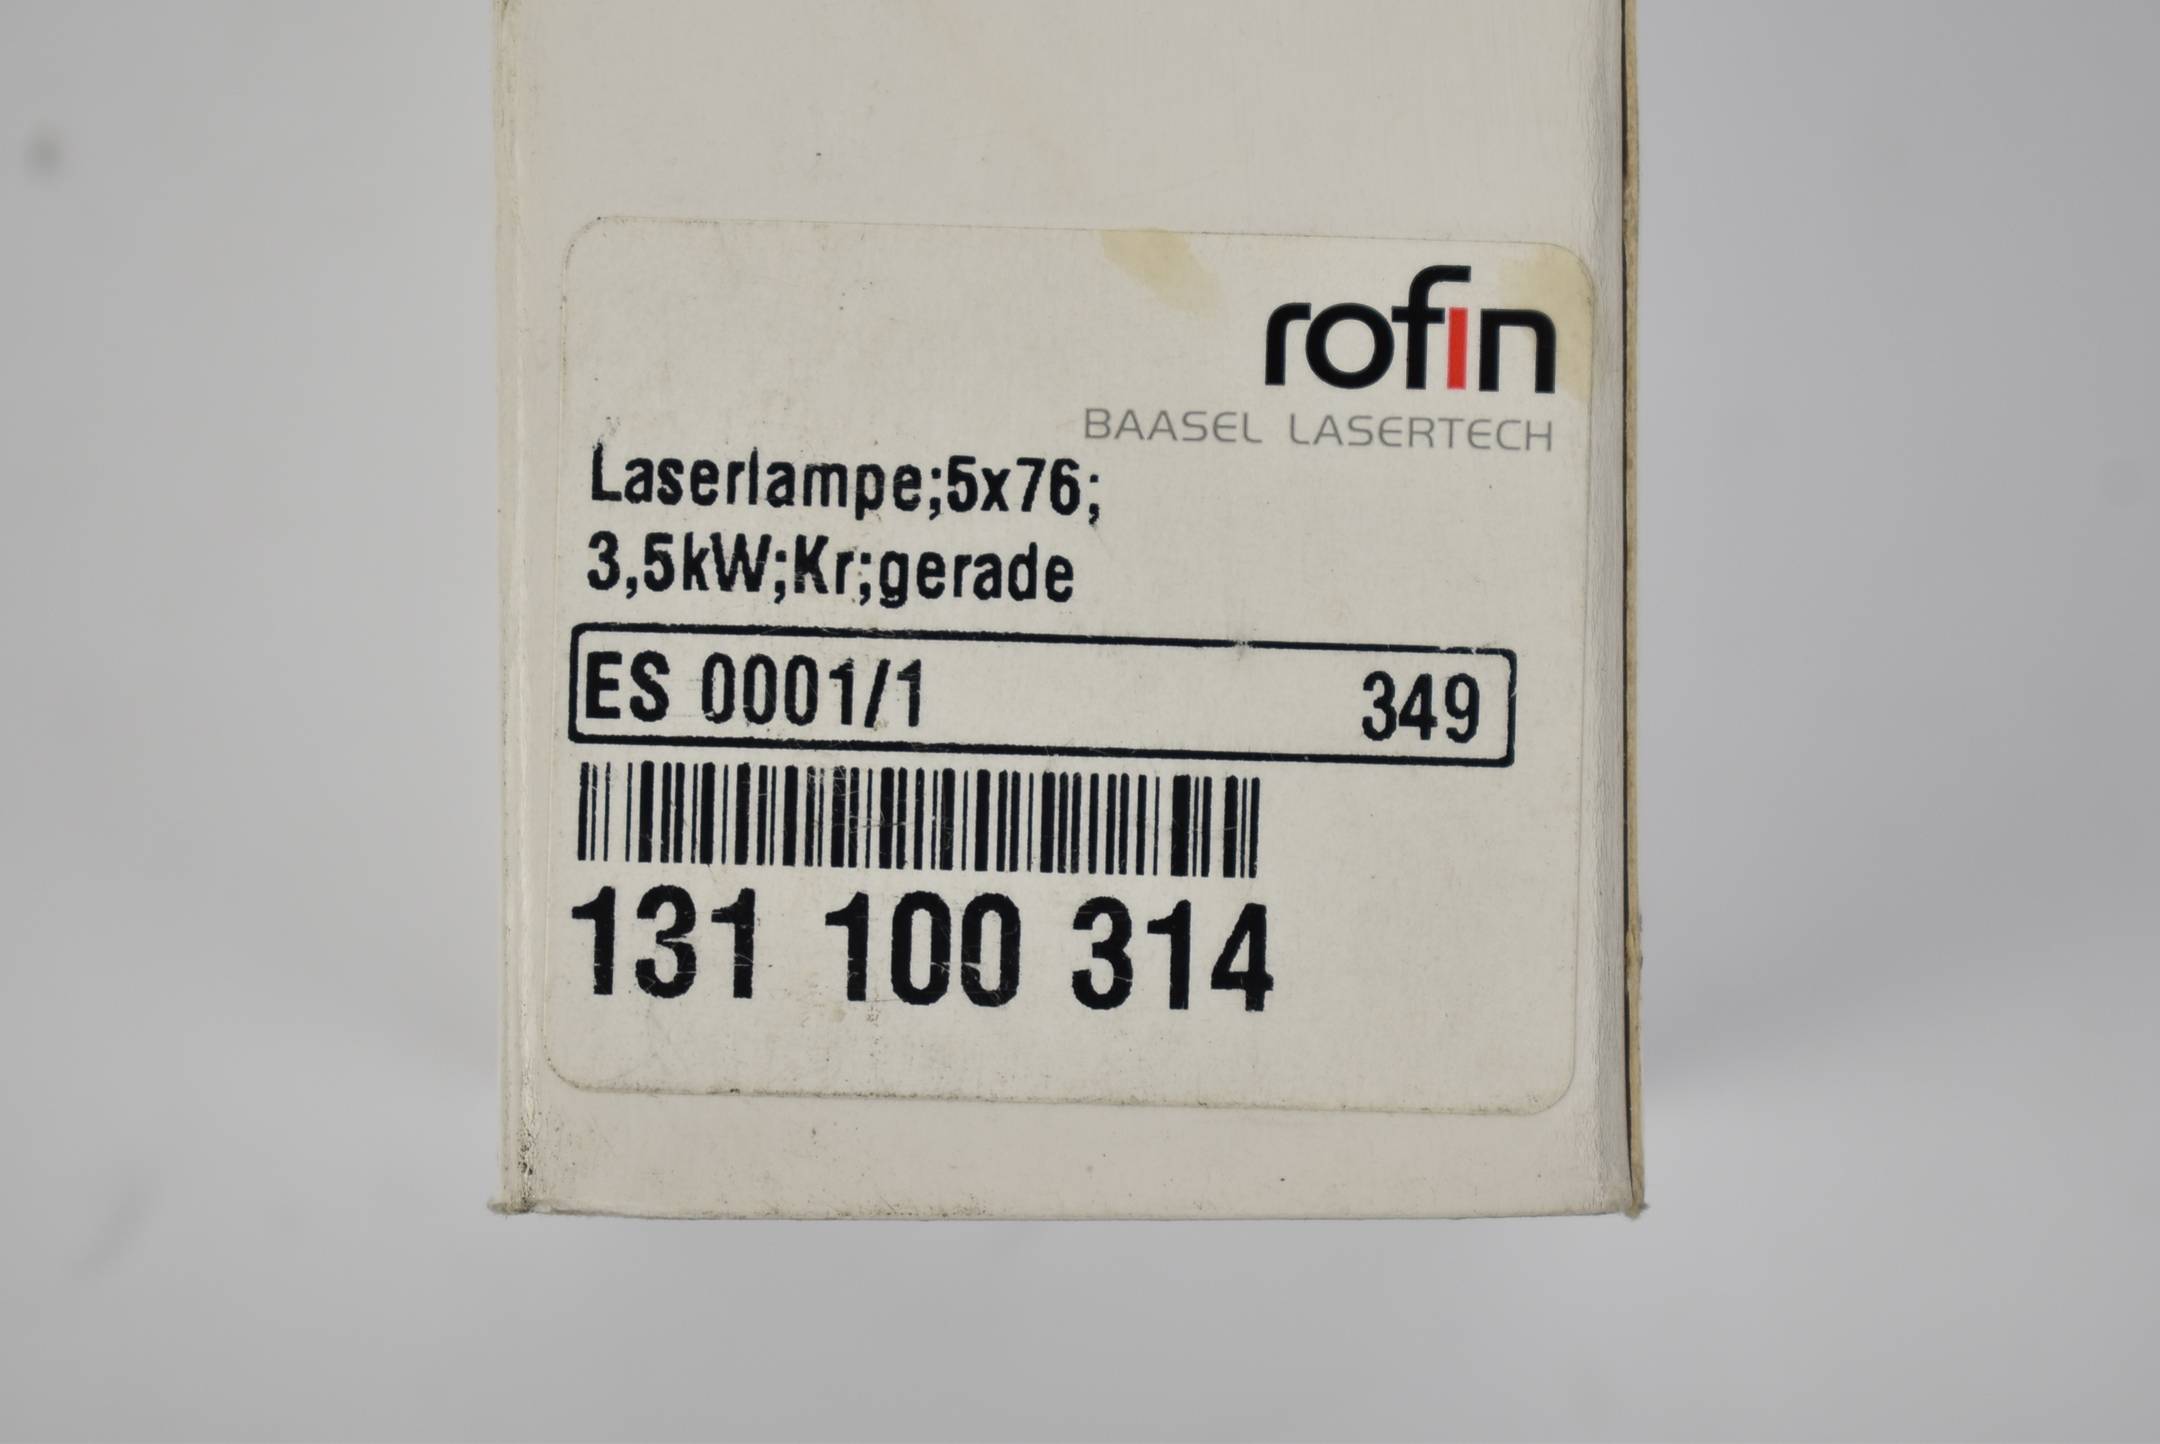 rofin
BAASEL LASERTECH
Laserlampe;5x76;
3,5kW;Kr;gerade
ES 0001/1 349
131 100 314